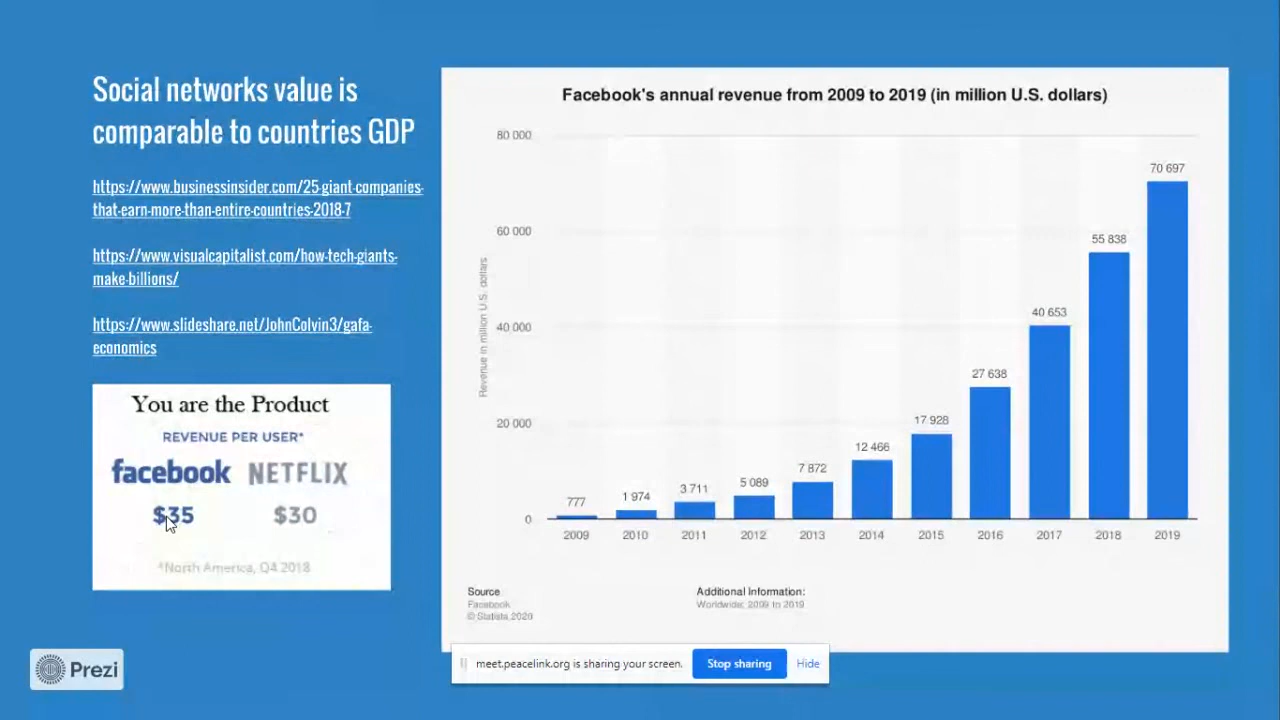 Social networks value is
comparable to countries GDP
https://www.businessinsider.com/25-giant-companies-
that-earn-more-than-entire-countries-2018-7
https://www.visualcapitalist.com/how-tech-giants-
make-billions/
https://www.slideshare.net/JohnColvin3/gafa-
economics
You are the Product
REVENUE PER USER*
facebook NETFLIX
$35 $30
*North America, Q4 2018
Prezi
Facebook's annual revenue from 2009 to 2019 (in million U.S. dollars)
Revenue in million U.S. dollars
80 000
60 000
40 000
20 000
0
777
1 974
3 711
5 089
7 872
12 466
17 928
27 638
40 653
55 838
70 697
2009 2010 2011 2012 2013 2014 2015 2016 2017 2018 2019
Source
Facebook
© Statista 2020
Additional Information:
Worldwide, 2009 to 2019
meet.peacelink.org is sharing your screen. Stop sharing Hide